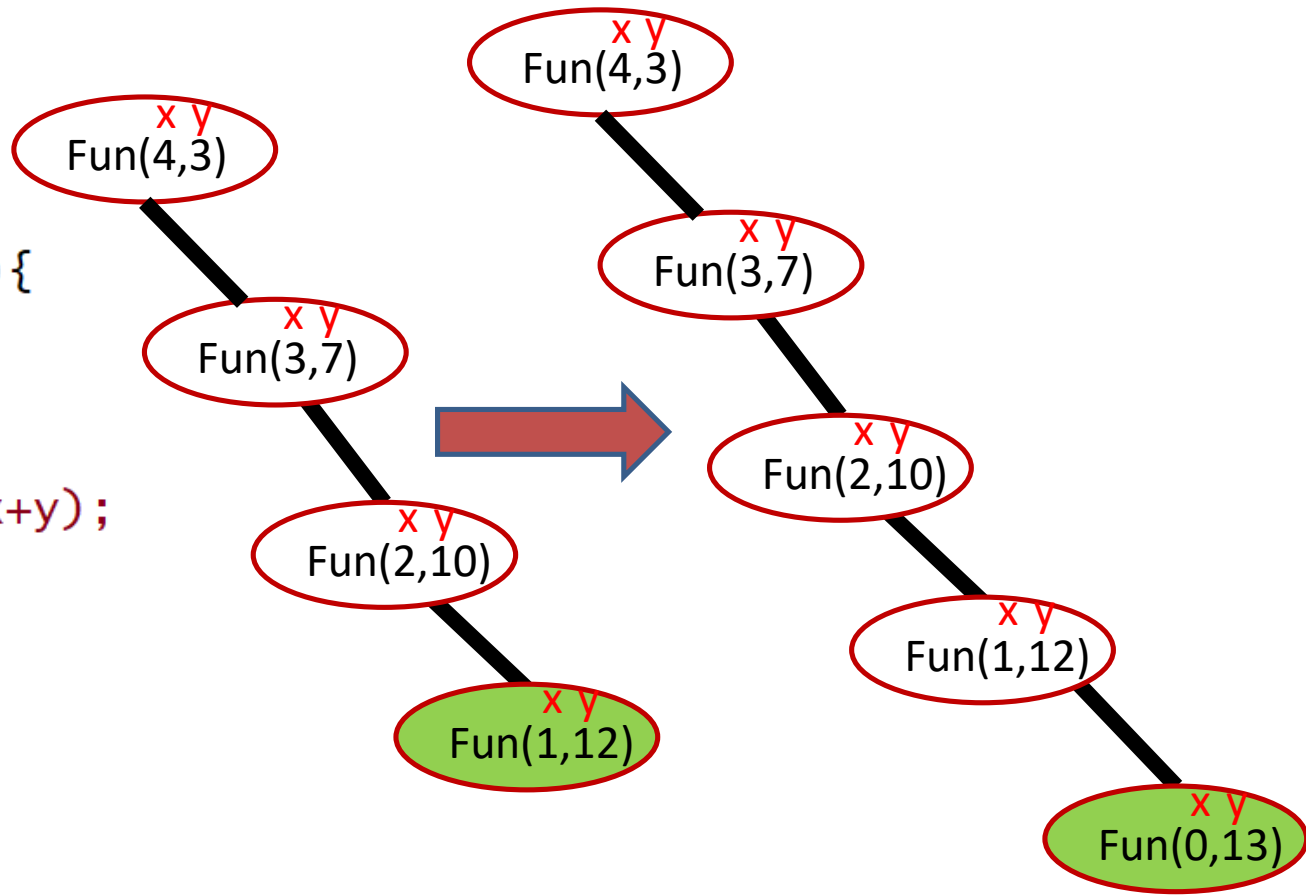 x y
Fun(4,3)
x y
Fun(3,7)
x y
Fun(2,10)
x y
Fun(1,12)
{
+y);
x y
Fun(4,3)
x y
Fun(3,7)
x y
Fun(2,10)
x y
Fun(1,12)
x y
Fun(0,13)